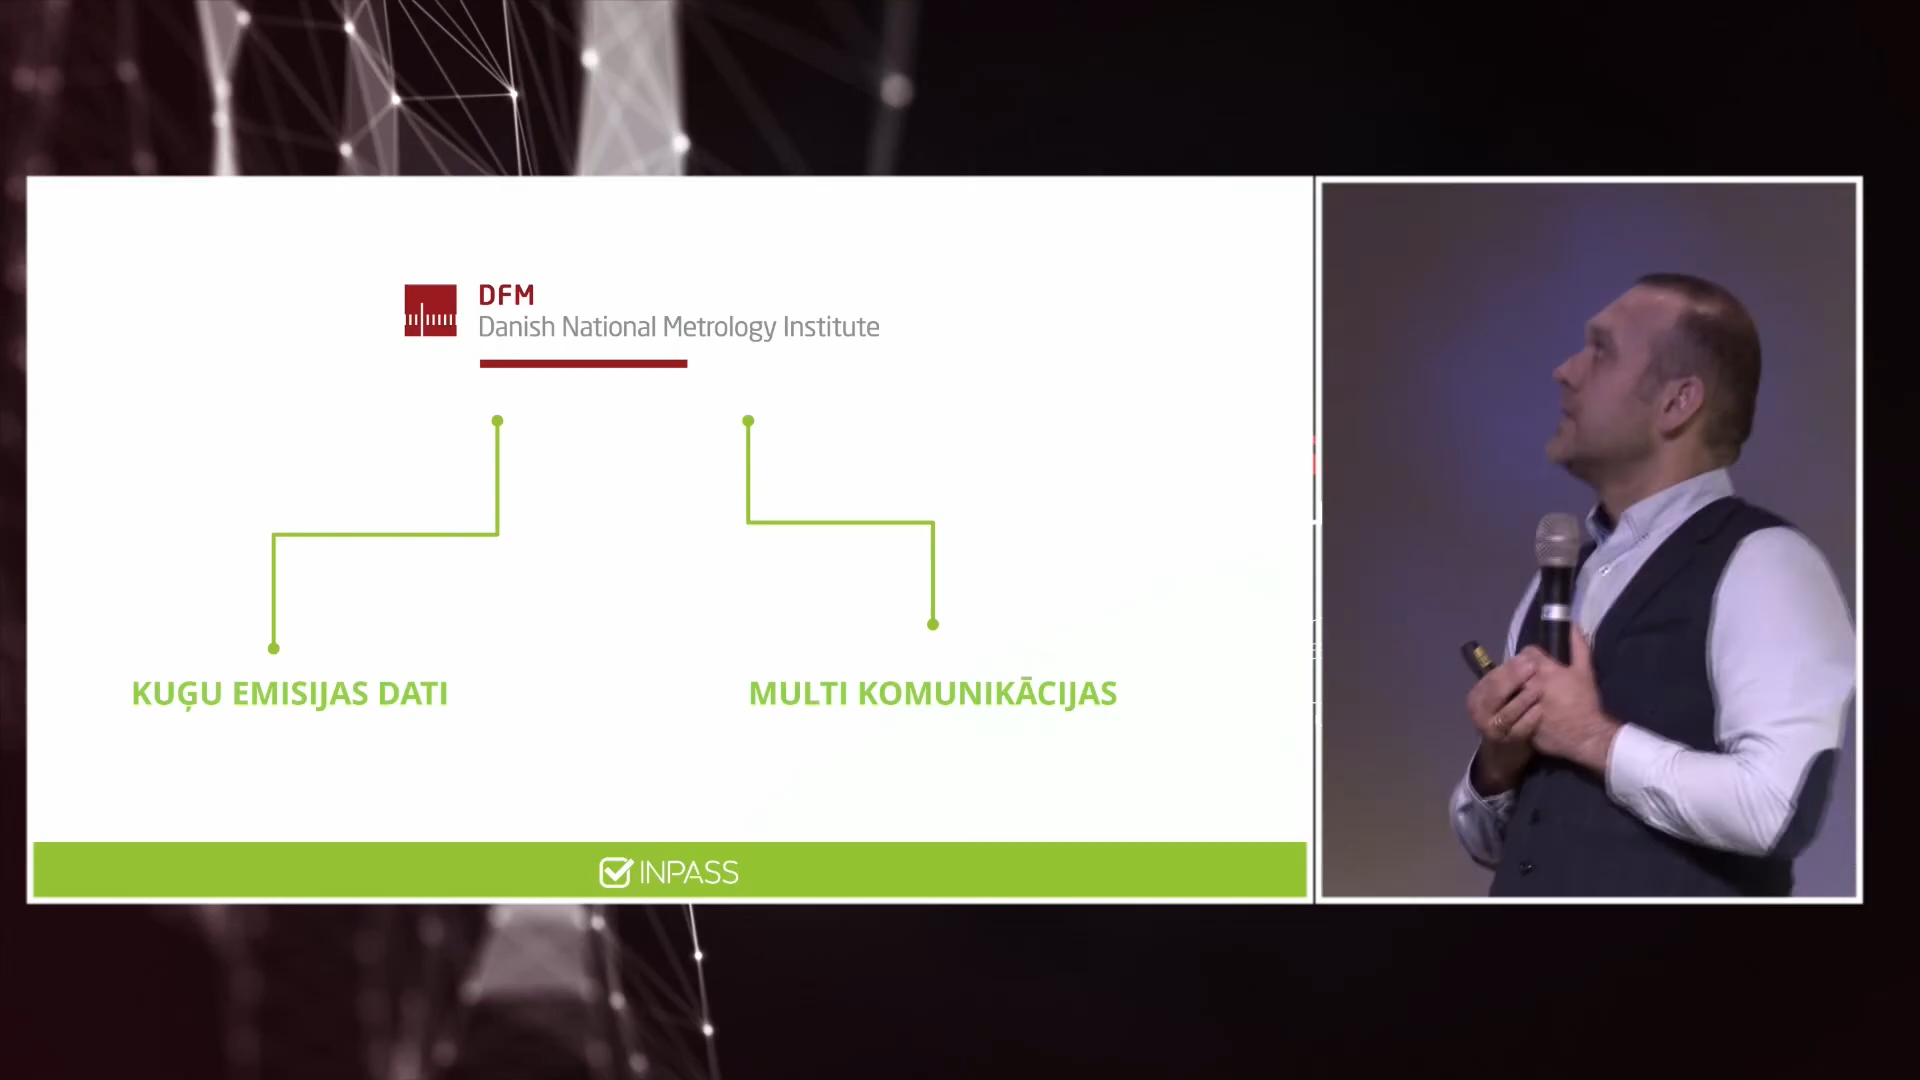 DFM
Danish National Metrology Institute
KUĢU EMISIJAS DATI
MULTI KOMUNIKĀCIJAS
INPASS